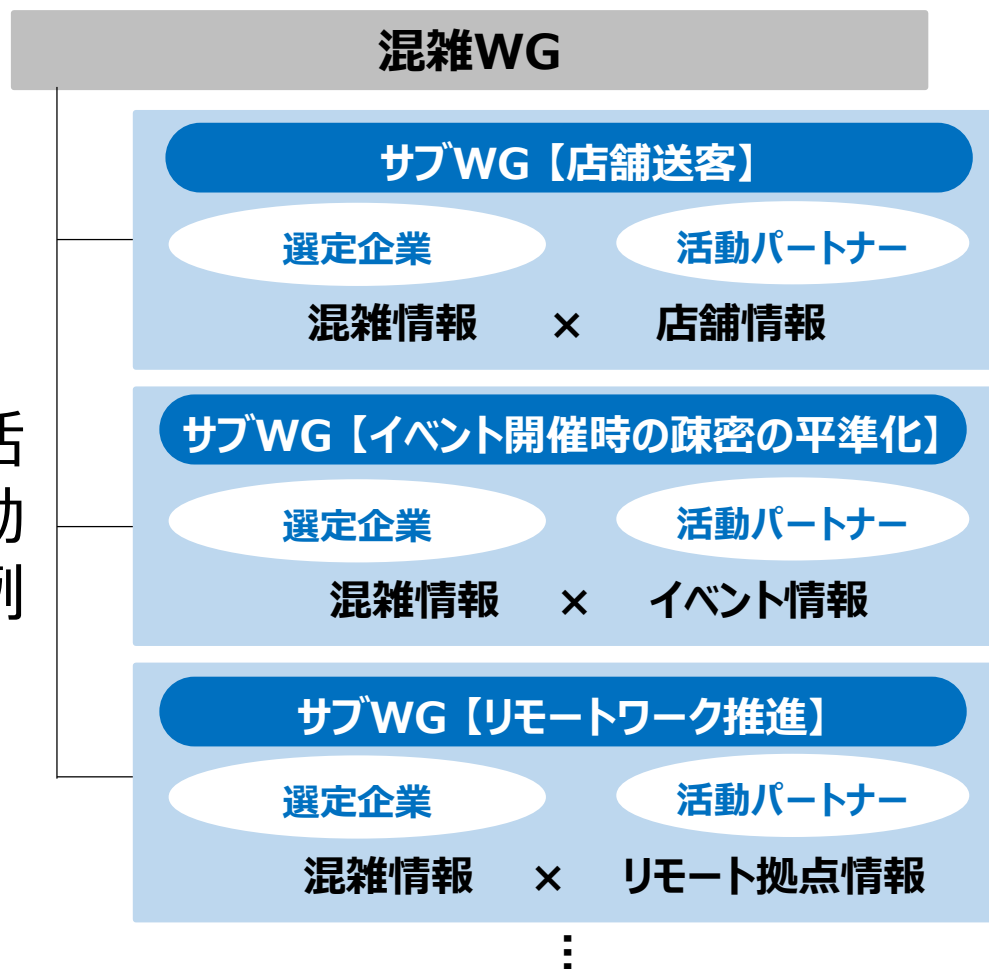 混雑WG
サブWG【店舗送客】
選定企業 活動パートナー
混雑情報 × 店舗情報
活動例
サブWG【イベント開催時の疎密の平準化】
選定企業 活動パートナー
混雑情報 × イベント情報
サブWG【リモートワーク推進】
選定企業 活動パートナー
混雑情報 × リモート拠点情報
⋮